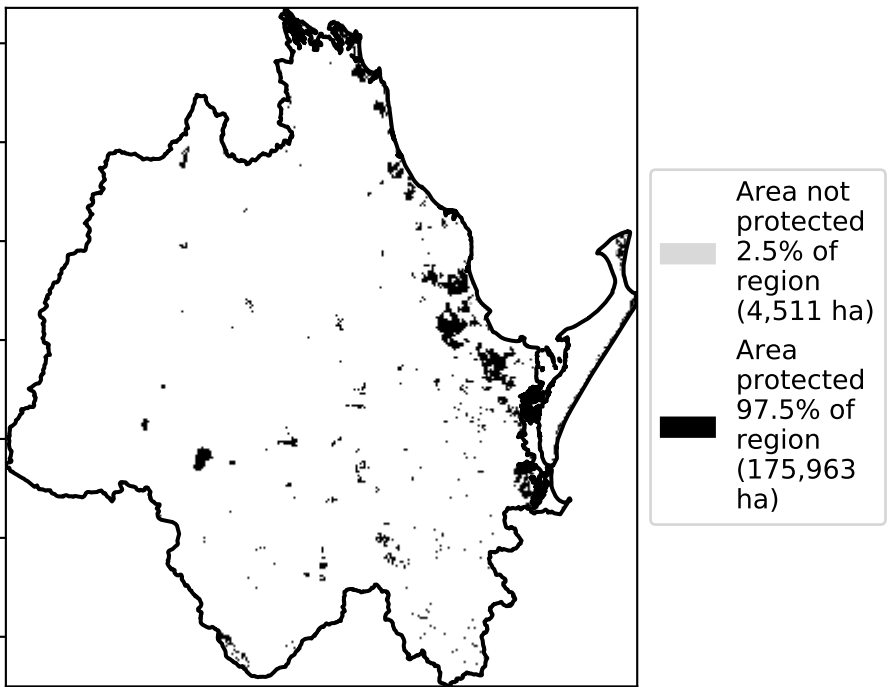 Area not
protected
2.5% of
region
(4,511 ha)
Area
protected
97.5% of
region
(175,963
ha)